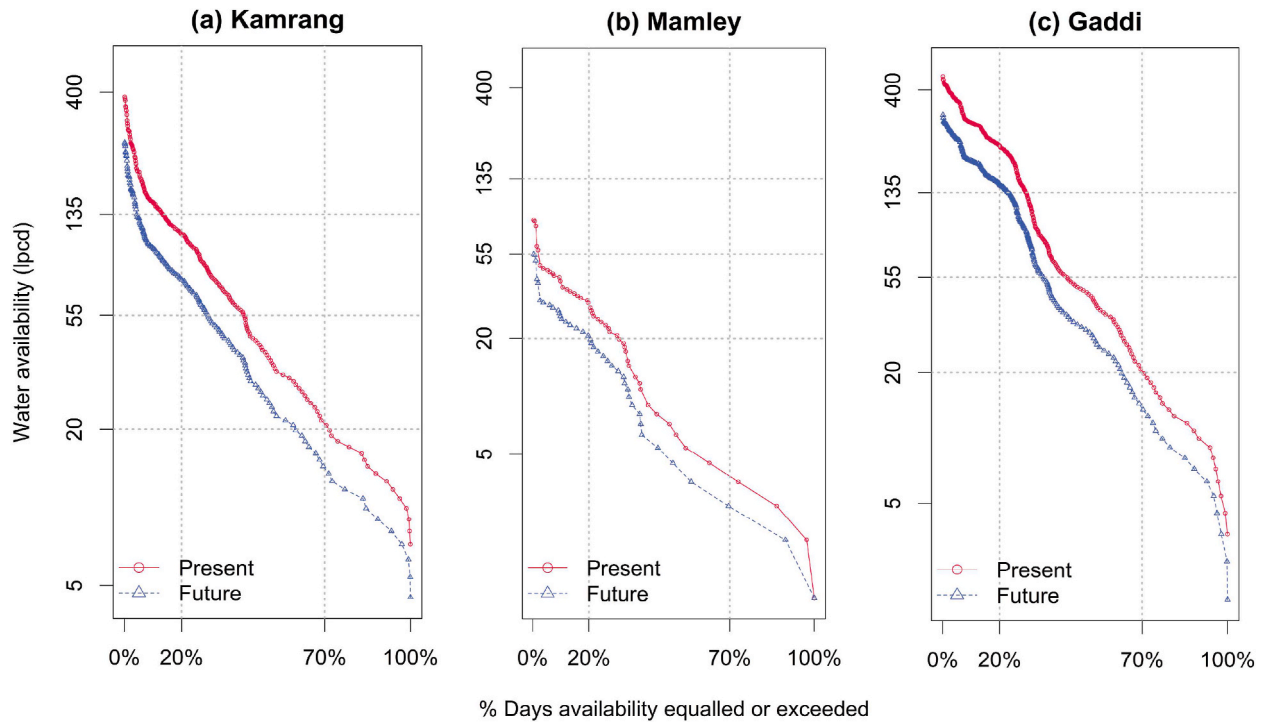 (a) Kamrang
(b) Mamley
(c) Gaddi
Water availability (lpcd)
400
135
55
20
5
Present
Future
0%
20%
70%
100%
400
135
55
20
5
0%
20%
70%
100%
400
135
55
20
5
Present
Future
0%
20%
70%
100%
Present
Future
% Days availability equalled or exceeded